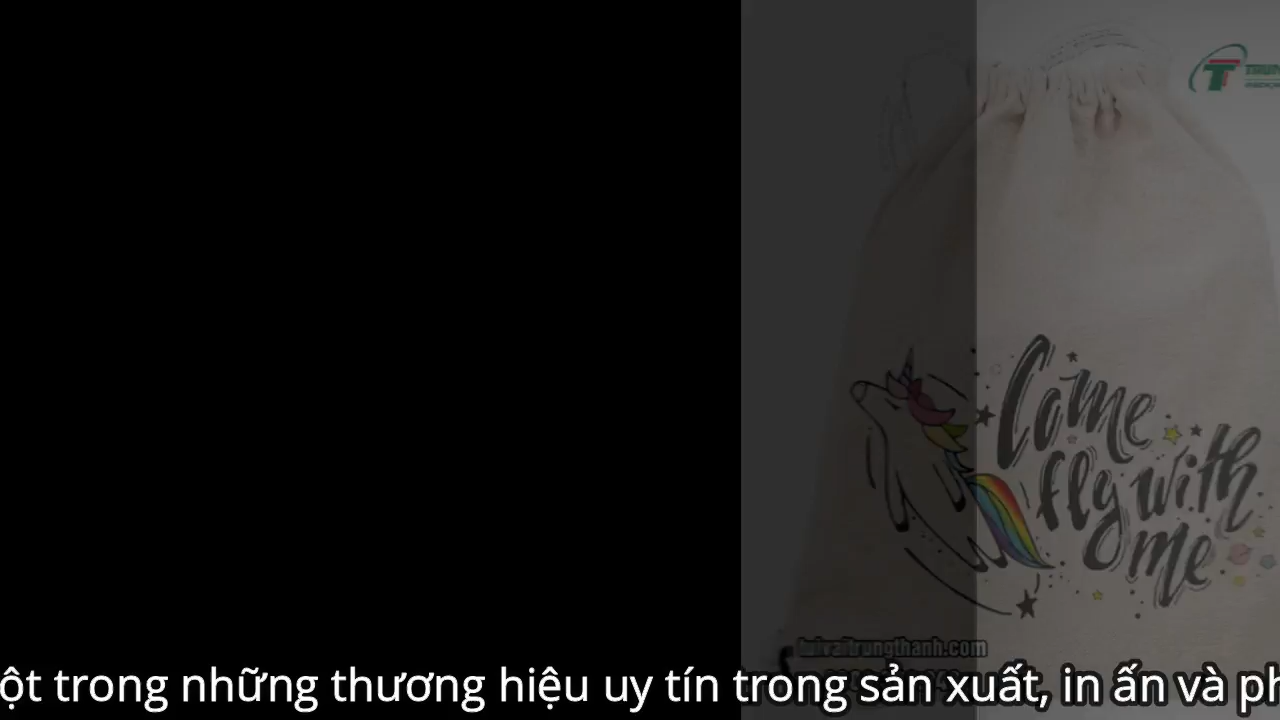 Come
fly with
me
tuivaitrungthanh.com
ột trong những thương hiệu uy tín trong sản xuất, in ấn và ph